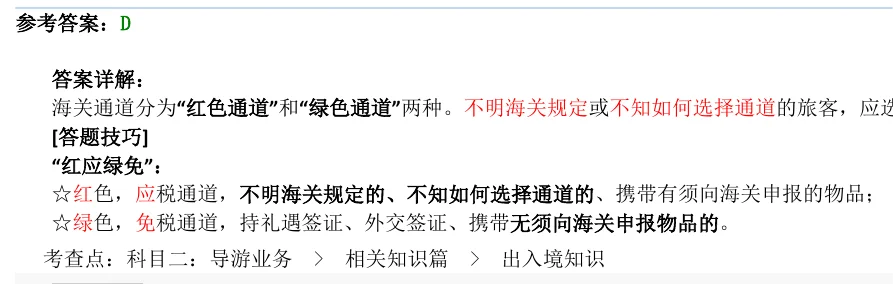 参考答案：D
答案详解：
海关通道分为“红色通道”和“绿色通道”两种。不明海关规定或不知如何选择通道的旅客，应选
[答题技巧]
“红应绿免”：
☆红色，应税通道，不明海关规定的、不知如何选择通道的、携带有须向海关申报的物品；
☆绿色，免税通道，持礼遇签证、外交签证、携带无须向海关申报物品的。
考查点：科目二：导游业务 > 相关知识篇 > 出入境知识